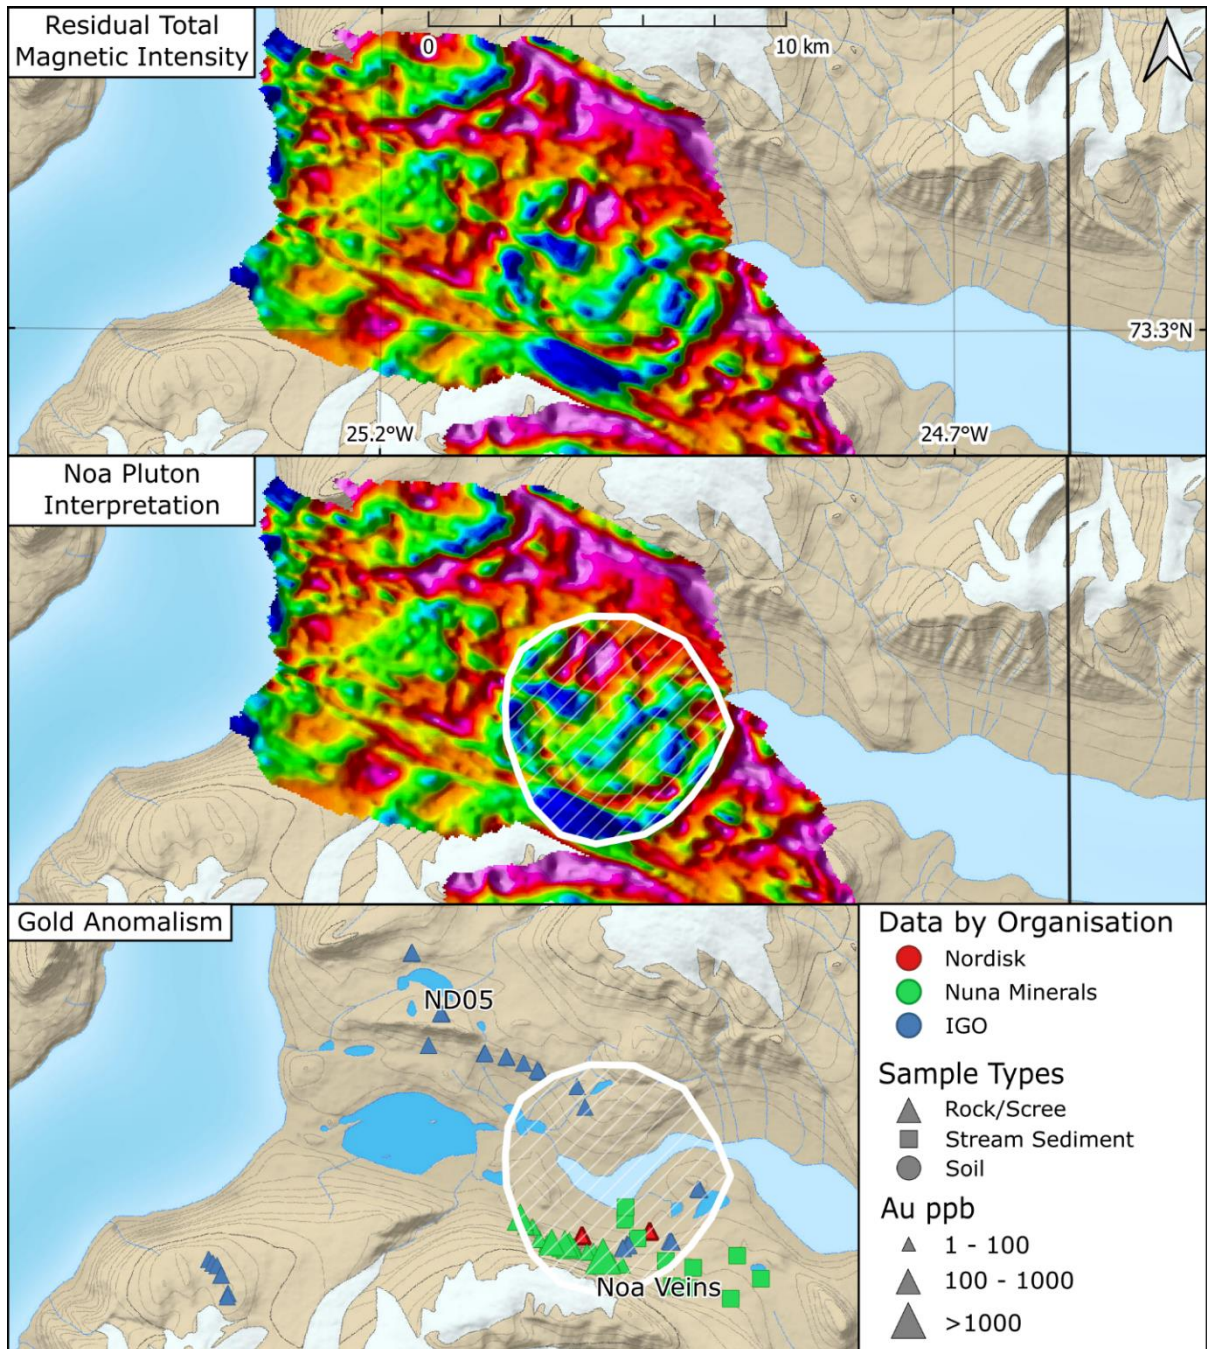 Residual Total
Magnetic Intensity
0
10 km
73.3°N
25.2°W
24.7°W
Noa Pluton
Interpretation
Gold Anomalism
ND05
Noa Veins
Data by Organisation
Nordisk
Nuna Minerals
IGO
Sample Types
Rock/Scree
Stream Sediment
Soil
Au ppb
1 - 100
100 - 1000
>1000